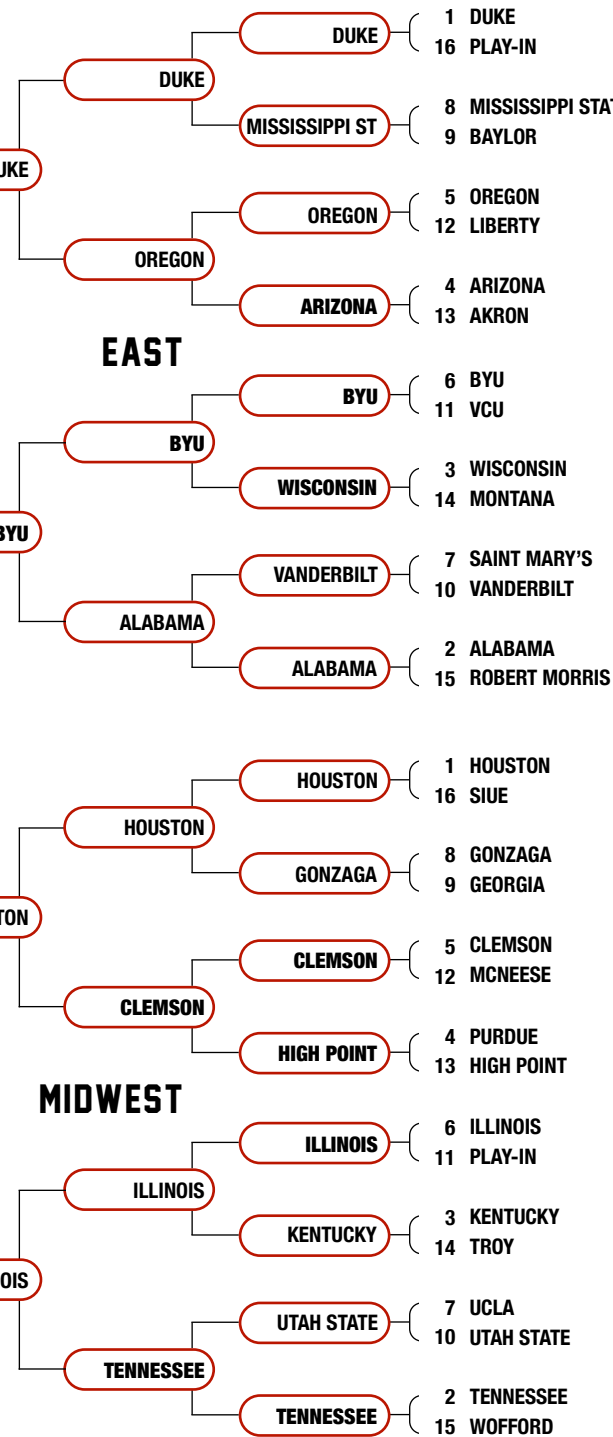 1 DUKE
DUKE
16 PLAY-IN
DUKE
8 MISSISSIPPI STAT
MISSISSIPPI ST
9 BAYLOR
UKE
5 OREGON
OREGON
12 LIBERTY
OREGON
4 ARIZONA
ARIZONA
13 AKRON
EAST
6 BYU
BYU
11 VCU
BYU
3 WISCONSIN
WISCONSIN
14 MONTANA
BYU
7 SAINT MARY'S
VANDERBILT
10 VANDERBILT
ALABAMA
2 ALABAMA
ALABAMA
15 ROBERT MORRIS
1 HOUSTON
HOUSTON
16 SIUE
HOUSTON
8 GONZAGA
GONZAGA
9 GEORGIA
TON
5 CLEMSON
CLEMSON
12 MCNEESE
CLEMSON
4 PURDUE
HIGH POINT
13 HIGH POINT
MIDWEST
6 ILLINOIS
ILLINOIS
11 PLAY-IN
ILLINOIS
3 KENTUCKY
KENTUCKY
14 TROY
OIS
7 UCLA
UTAH STATE
10 UTAH STATE
TENNESSEE
2 TENNESSEE
TENNESSEE
15 WOFFORD